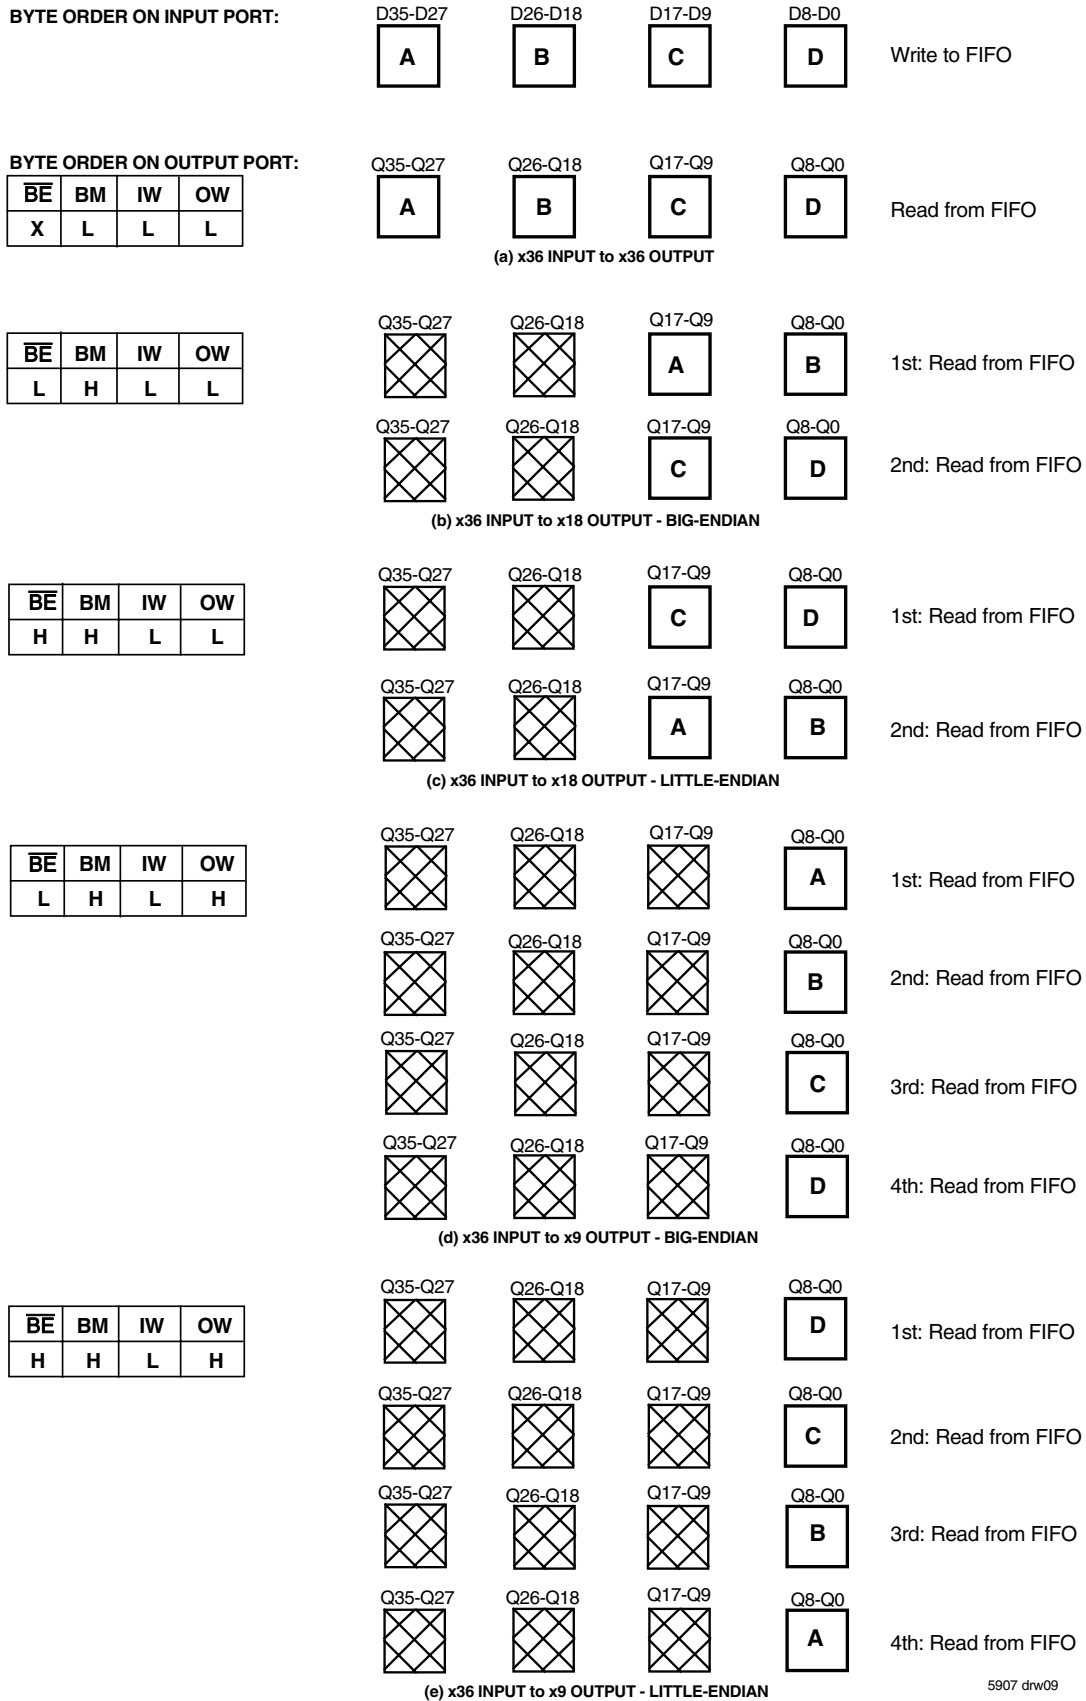 BYTE ORDER ON INPUT PORT:
D35-D27 D26-D18 D17-D9 D8-D0
A B C D Write to FIFO
BYTE ORDER ON OUTPUT PORT:
Q35-Q27 Q26-Q18 Q17-Q9 Q8-Q0
BE BM IW OW
X L L L
A B C D Read from FIFO
(a) x36 INPUT to x36 OUTPUT
Q35-Q27 Q26-Q18 Q17-Q9 Q8-Q0
BE BM IW OW
L H L L
A B 1st: Read from FIFO
Q35-Q27 Q26-Q18 Q17-Q9 Q8-Q0
C D 2nd: Read from FIFO
(b) x36 INPUT to x18 OUTPUT - BIG-ENDIAN
Q35-Q27 Q26-Q18 Q17-Q9 Q8-Q0
BE BM IW OW
H H L L
C D 1st: Read from FIFO
Q35-Q27 Q26-Q18 Q17-Q9 Q8-Q0
A B 2nd: Read from FIFO
(c) x36 INPUT to x18 OUTPUT - LITTLE-ENDIAN
Q35-Q27 Q26-Q18 Q17-Q9 Q8-Q0
BE BM IW OW
L H L H
A 1st: Read from FIFO
Q35-Q27 Q26-Q18 Q17-Q9 Q8-Q0
B 2nd: Read from FIFO
Q35-Q27 Q26-Q18 Q17-Q9 Q8-Q0
C 3rd: Read from FIFO
Q35-Q27 Q26-Q18 Q17-Q9 Q8-Q0
D 4th: Read from FIFO
(d) x36 INPUT to x9 OUTPUT - BIG-ENDIAN
Q35-Q27 Q26-Q18 Q17-Q9 Q8-Q0
BE BM IW OW
H H L H
D 1st: Read from FIFO
Q35-Q27 Q26-Q18 Q17-Q9 Q8-Q0
C 2nd: Read from FIFO
Q35-Q27 Q26-Q18 Q17-Q9 Q8-Q0
B 3rd: Read from FIFO
Q35-Q27 Q26-Q18 Q17-Q9 Q8-Q0
A 4th: Read from FIFO
(e) x36 INPUT to x9 OUTPUT - LITTLE-ENDIAN
5907 drw09